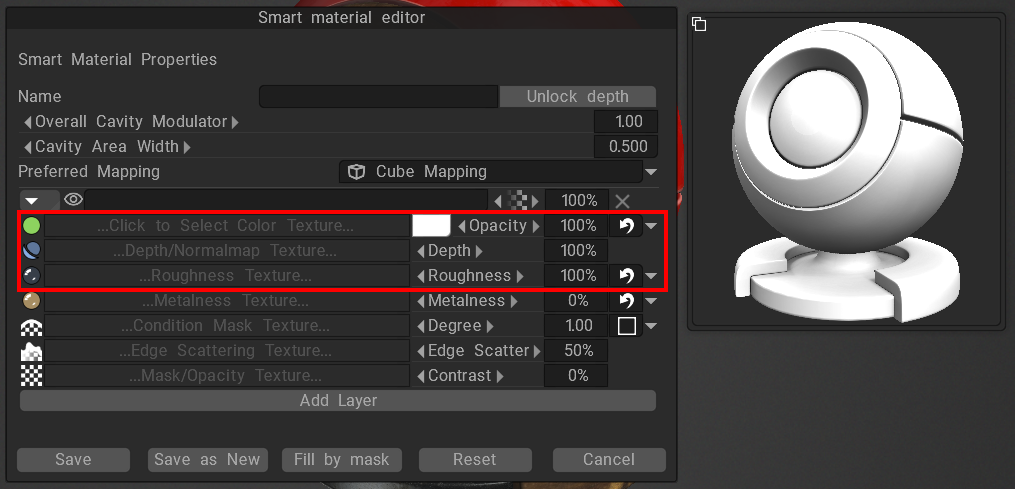 Smart material editor
Smart Material Properties
Name Unlock depth
Overall Cavity Modulator 1.00
Cavity Area Width 0.500
Preferred Mapping Cube Mapping
100%
...Click to Select Color Texture... Opacity 100%
...Depth/Normalmap Texture... Depth 100%
...Roughness Texture... Roughness 100%
...Metalness Texture... Metalness 0%
...Condition Mask Texture... Degree 1.00
...Edge Scattering Texture... Edge Scatter 50%
...Mask/Opacity Texture... Contrast 0%
Add Layer
Save Save as New Fill by mask Reset Cancel